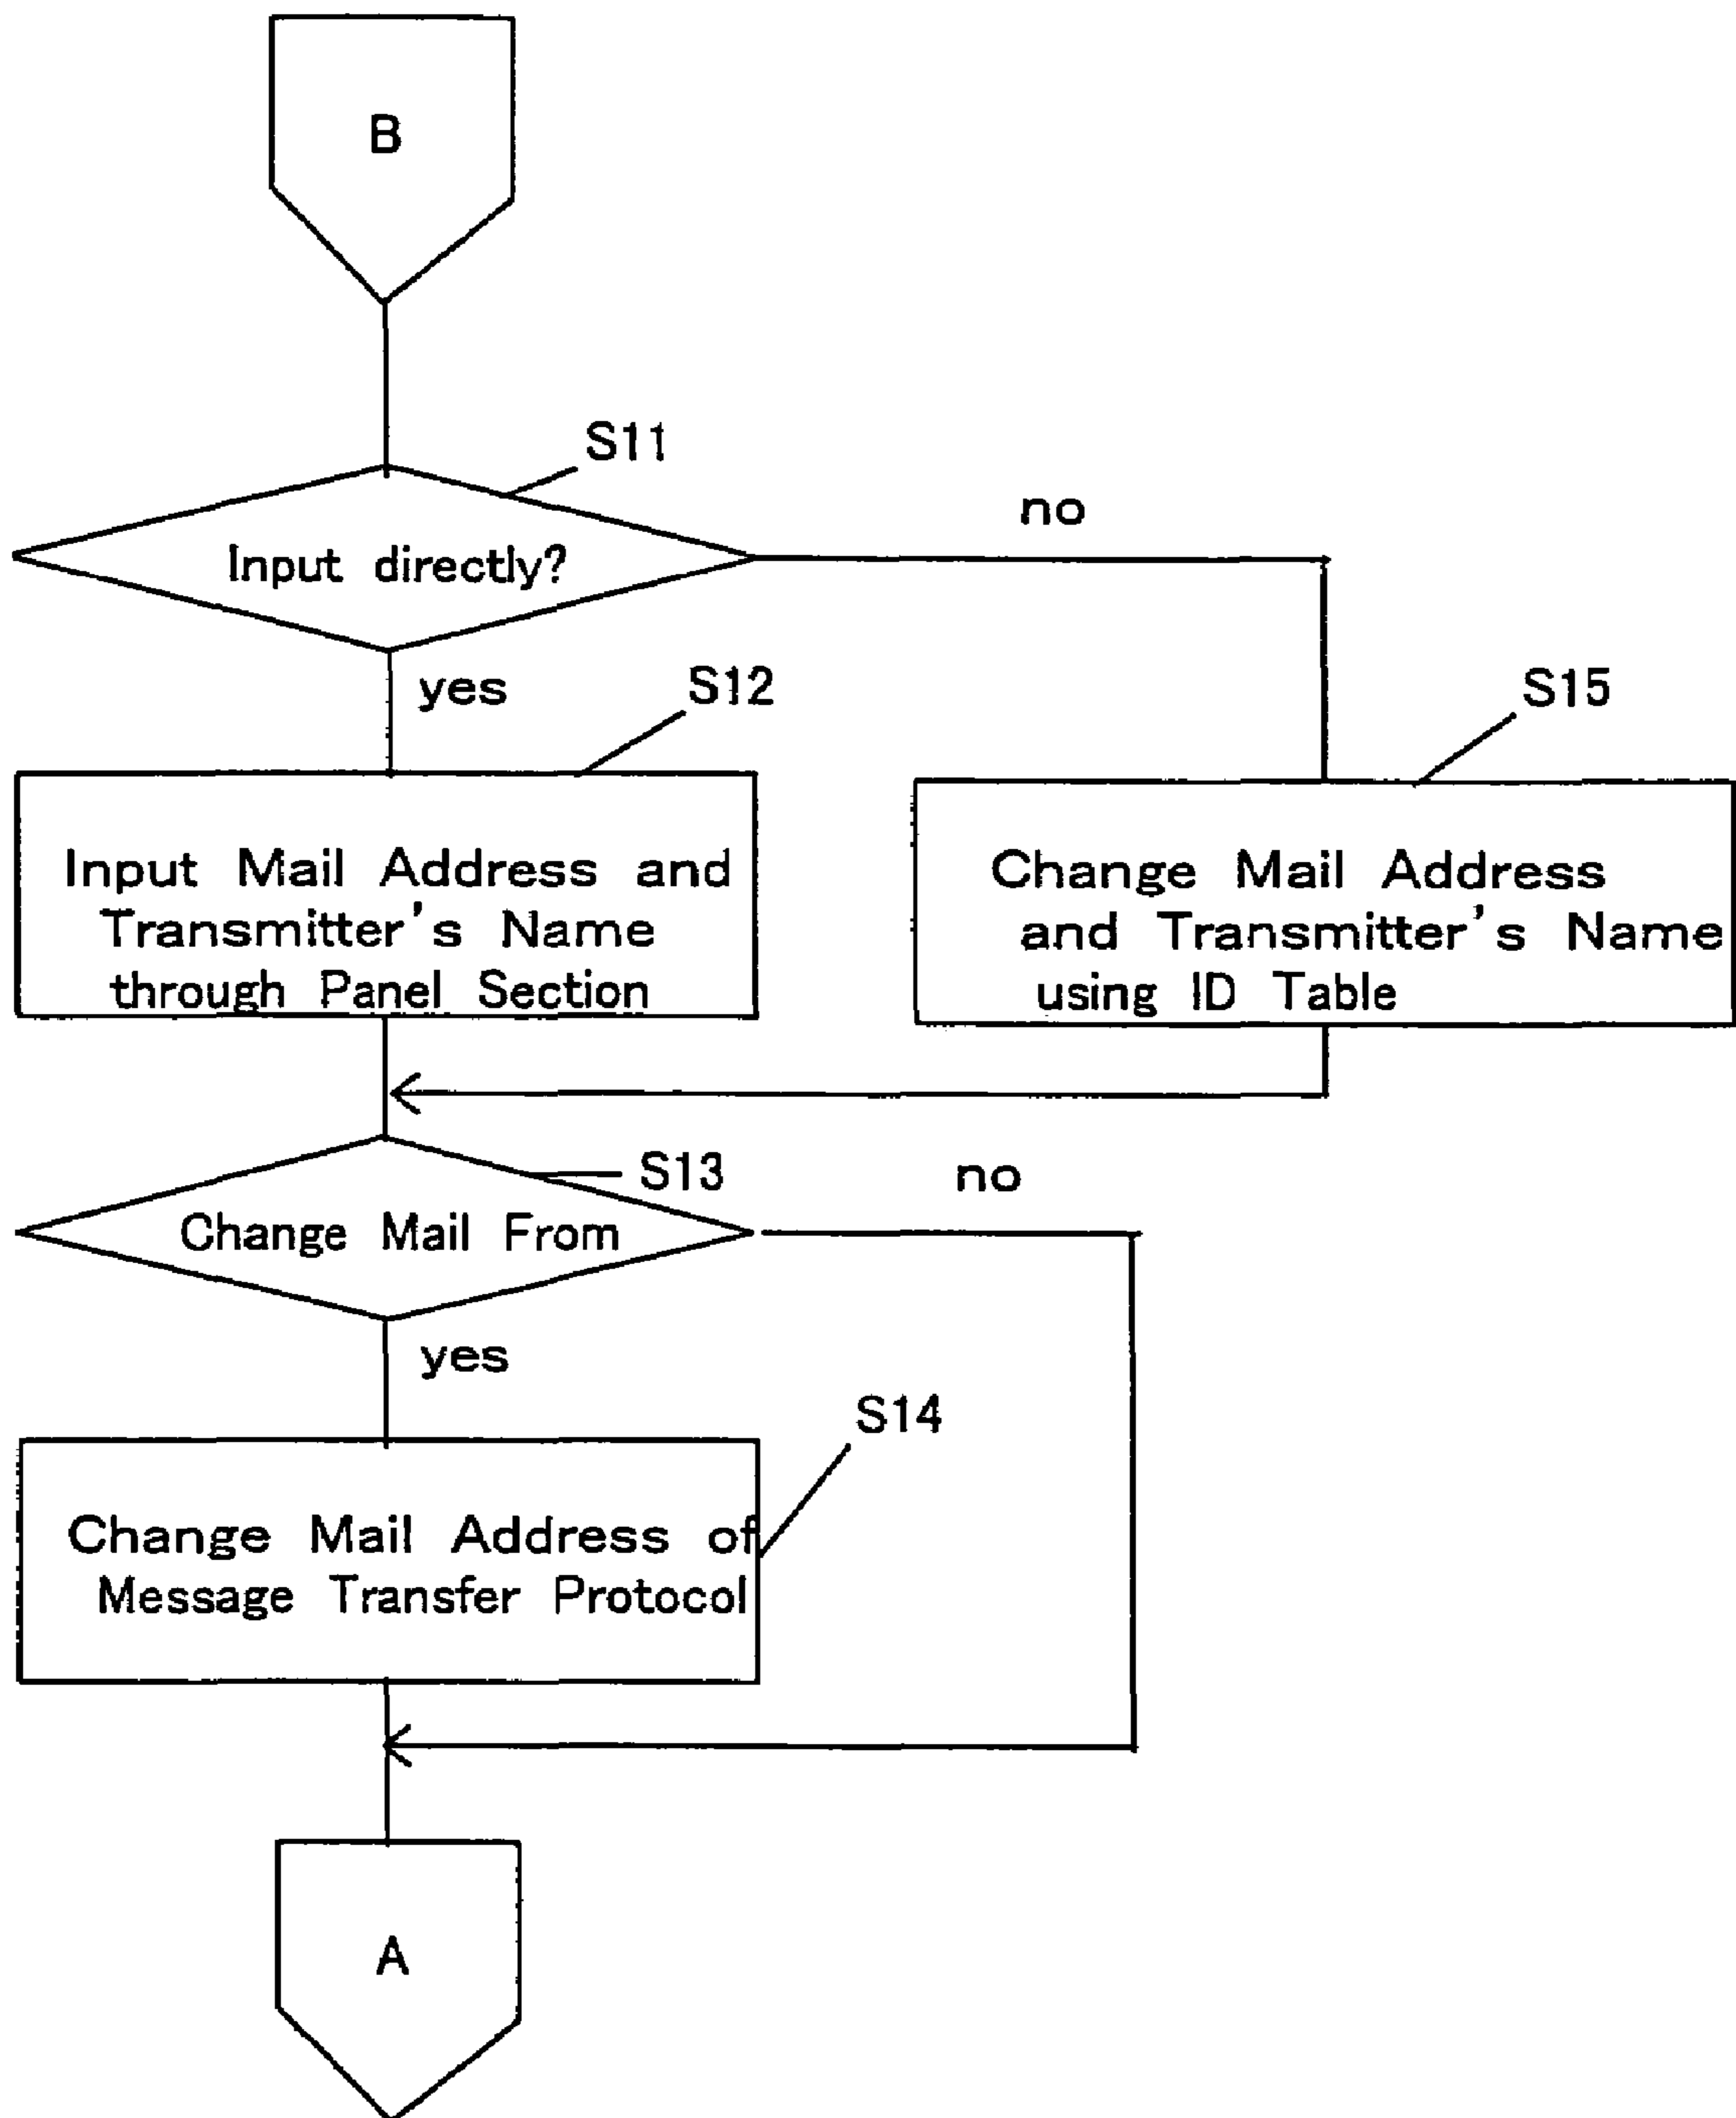 B
S11
no
Input directly?
yes
S12
S15
Input Mail Address and
Transmitter's Name
through Panel Section
Change Mail Address
and Transmitter's Name
using ID Table
S13
no
Change Mail From
yes
S14
Change Mail Address of
Message Transfer Protocol
A